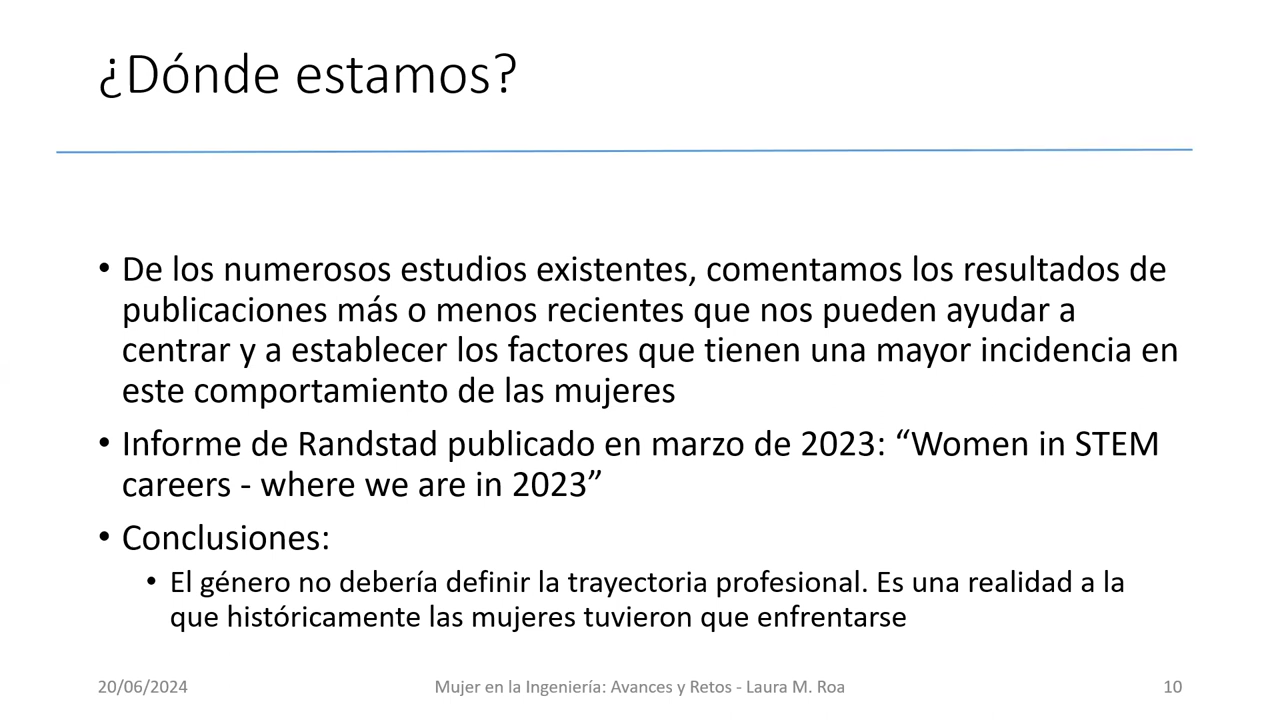 ¿Dónde estamos?
• De los numerosos estudios existentes, comentamos los resultados de
publicaciones más o menos recientes que nos pueden ayudar a
centrar y a establecer los factores que tienen una mayor incidencia en
este comportamiento de las mujeres
• Informe de Randstad publicado en marzo de 2023: “Women in STEM
careers - where we are in 2023”
• Conclusiones:
• El género no debería definir la trayectoria profesional. Es una realidad a la
que históricamente las mujeres tuvieron que enfrentarse
20/06/2024
Mujer en la Ingeniería: Avances y Retos - Laura M. Roa
10